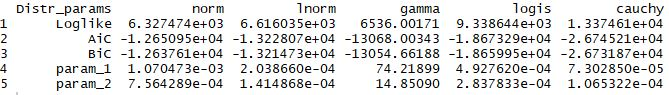 Distr_params norm lnorm gamma logis cauchy
1 Loglike 6.327474e+03 6.616035e+03 6536.00171 9.338644e+03 1.337461e+04
2 AiC -1.265095e+04 -1.322807e+04 -13068.00343 -1.867329e+04 -2.674521e+04
3 BiC -1.263761e+04 -1.321473e+04 -13054.66188 -1.865995e+04 -2.673187e+04
4 param_1 1.070473e-03 2.038660e-04 74.21899 4.927620e-04 7.302850e-05
5 param_2 7.564289e-04 1.414868e-04 14.85090 2.837833e-04 1.065322e-04